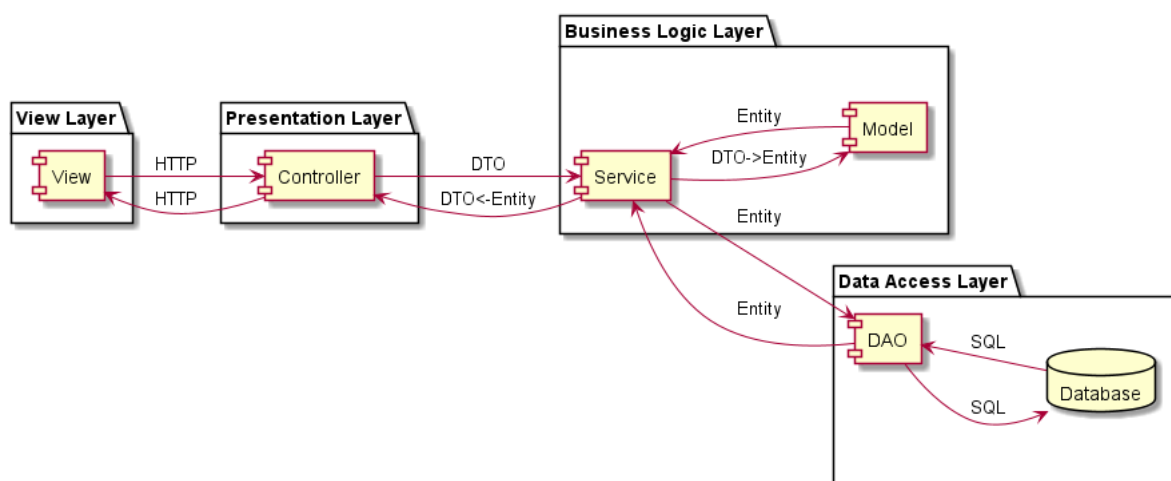 Business Logic Layer
View Layer
Presentation Layer
Entity
Model
HTTP
DTO
DTO->Entity
View
Controller
Service
HTTP
DTO<-Entity
Entity
Data Access Layer
Entity
DAO
SQL
Database
SQL